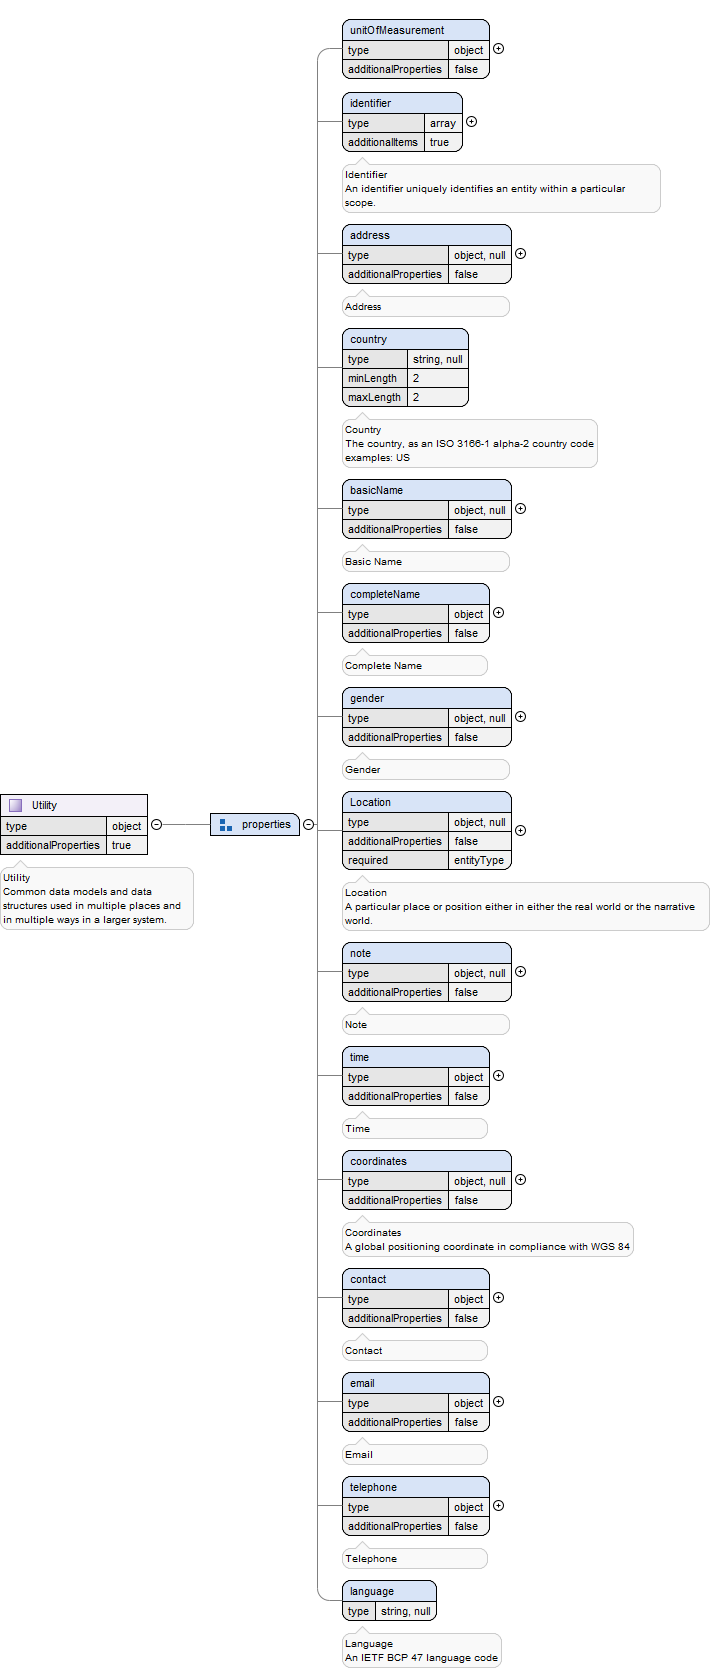 unitOfMeasurement
type object
additionalProperties false
identifier
type array
additionalItems true
Identifier
An identifier uniquely identifies an entity within a particular
scope.
address
type object, null
additionalProperties false
Address
country
type string, null
minLength 2
maxLength 2
Country
The country, as an ISO 3166-1 alpha-2 country code
examples: US
basicName
type object, null
additionalProperties false
Basic Name
completeName
type object
additionalProperties false
Complete Name
gender
type object, null
additionalProperties false
Gender
Utility
type object
additionalProperties true
Utility
Common data models and data
structures used in multiple places and
in multiple ways in a larger system.
properties
Location
type object, null
additionalProperties false
required entityType
Location
A particular place or position either in either the real world or the narrative
world.
note
type object, null
additionalProperties false
Note
time
type object
additionalProperties false
Time
coordinates
type object, null
additionalProperties false
Coordinates
A global positioning coordinate in compliance with WGS 84
contact
type object
additionalProperties false
Contact
email
type object
additionalProperties false
Email
telephone
type object
additionalProperties false
Telephone
language
type string, null
Language
An IETF BCP 47 language code